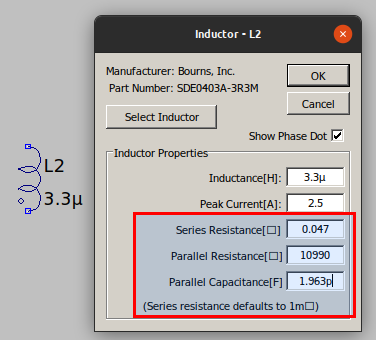 Inductor - L2
Manufacturer: Bourns, Inc.
Part Number: SDE0403A-3R3M
OK
Cancel
Select Inductor
Show Phase Dot
Inductor Properties
Inductance[H]: 3.3µ
Peak Current[A]: 2.5
Series Resistance[□] 0.047
Parallel Resistance[□] 10990
Parallel Capacitance[F] 1.963p
(Series resistance defaults to 1m□)
L2
3.3µ